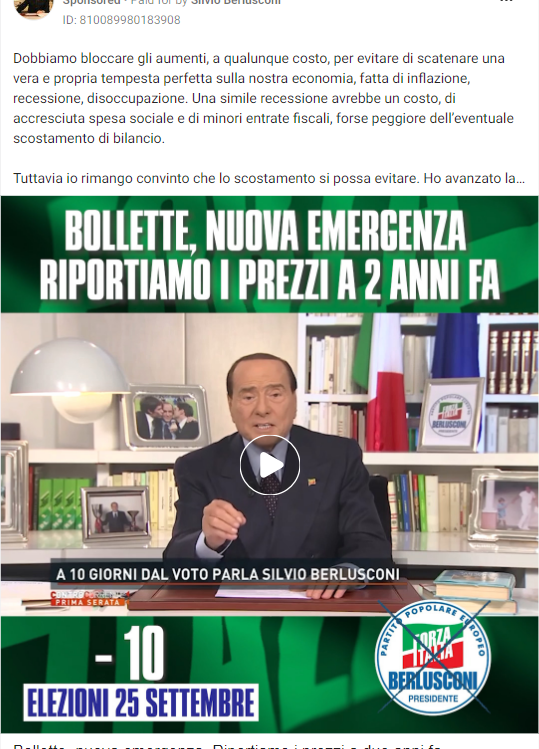 Sponsored • Paid for by Silvio Berlusconi
ID: 810089980183908
Dobbiamo bloccare gli aumenti, a qualunque costo, per evitare di scatenare una
vera e propria tempesta perfetta sulla nostra economia, fatta di inflazione,
recessione, disoccupazione. Una simile recessione avrebbe un costo, di
accresciuta spesa sociale e di minori entrate fiscali, forse peggiore dell’eventuale
scostamento di bilancio.
Tuttavia io rimango convinto che lo scostamento si possa evitare. Ho avanzato la...
BOLLETTE, NUOVA EMERGENZA
RIPORTIAMO I PREZZI A 2 ANNI FA
FORZA
ITALIA
BERLUSCONI
PRESIDENTE
A 10 GIORNI DAL VOTO PARLA SILVIO BERLUSCONI
PRIMA SERATA
- 10
ELEZIONI 25 SETTEMBRE
PARTITO POPOLARE EUROPEO
FORZA
ITALIA
BERLUSCONI
PRESIDENTE
Bollette, nuova emergenza. Riportiamo i prezzi a due anni fa